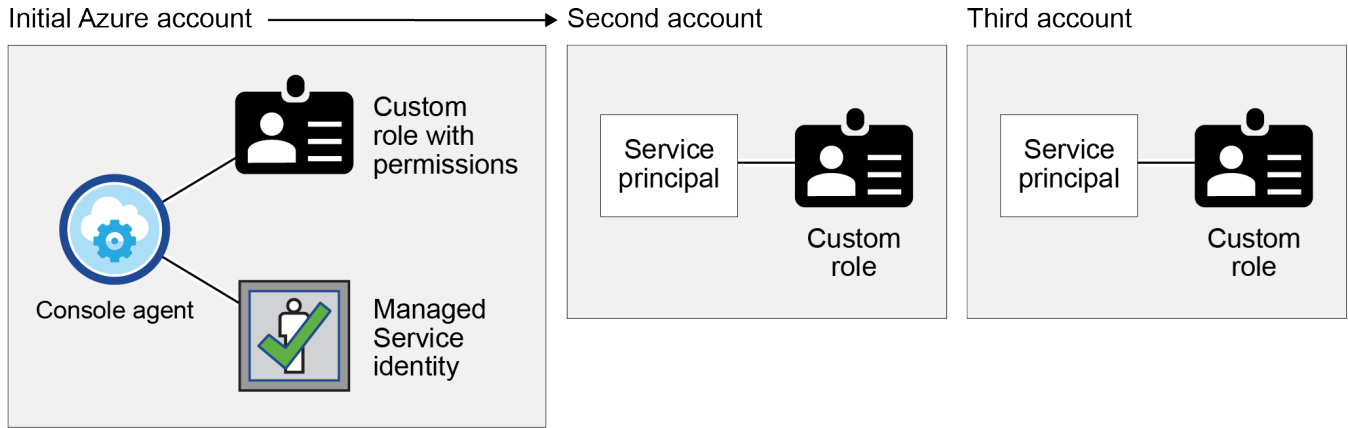 Initial Azure account
Second account
Third account
Custom
role with
permissions
Console agent
Managed
Service
identity
Service
principal
Custom
role
Service
principal
Custom
role